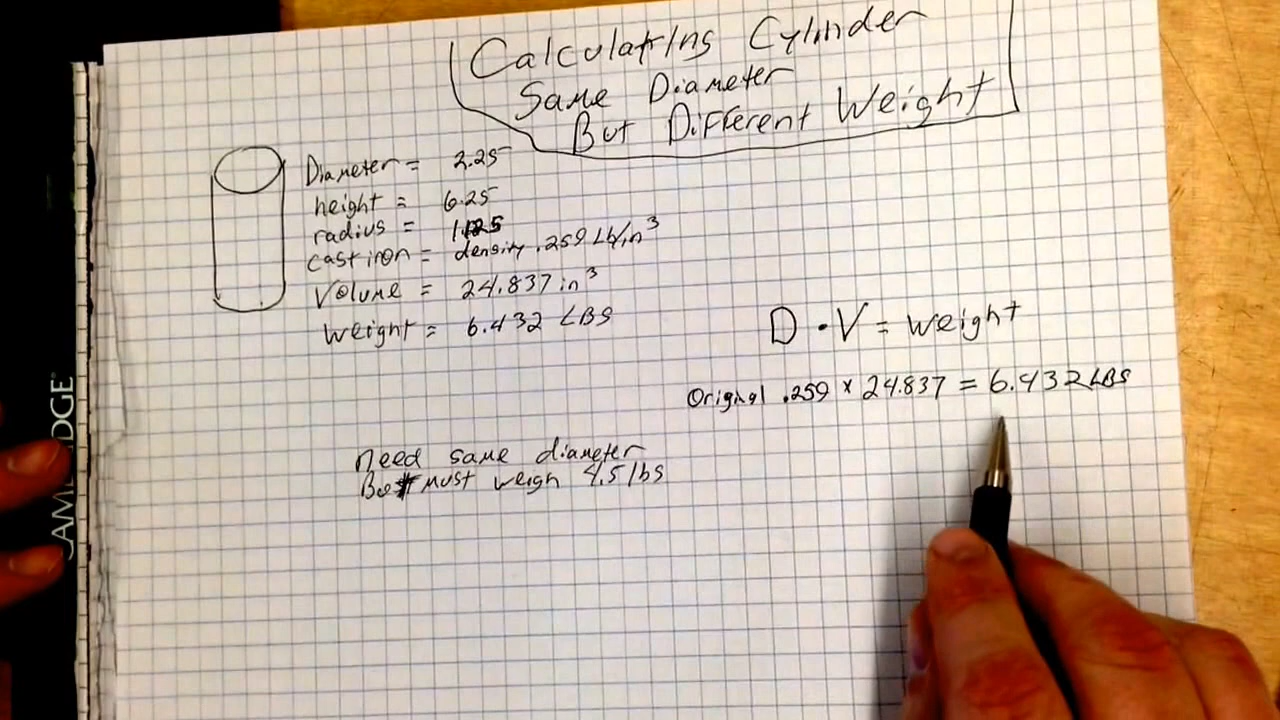 Calculating Cylinder
Same Diameter
But Different Weight
Diameter = 2.25
height = 6.25
radius = 1.125
cast iron = density .259 Lb/in³
Volume = 24.837 in³
weight = 6.432 LBS
D · V = weight
Original .259 × 24.837 = 6.432 LBS
need same diameter
But must weigh 4.5 lbs